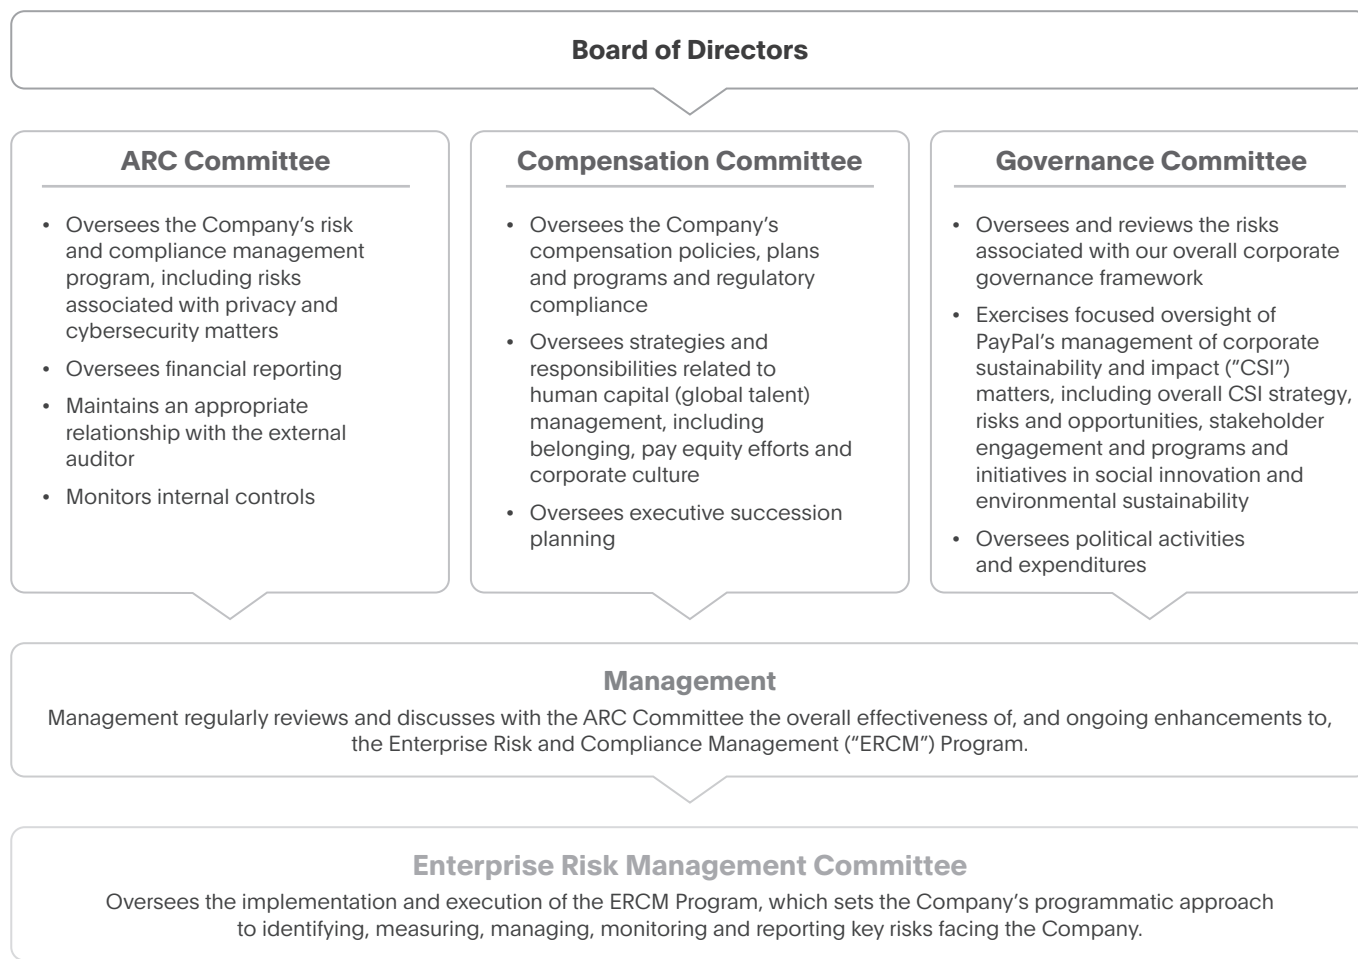 Board of Directors
ARC Committee
• Oversees the Company’s risk
and compliance management
program, including risks
associated with privacy and
cybersecurity matters
• Oversees financial reporting
• Maintains an appropriate
relationship with the external
auditor
• Monitors internal controls
Compensation Committee
• Oversees the Company’s
compensation policies, plans
and programs and regulatory
compliance
• Oversees strategies and
responsibilities related to
human capital (global talent)
management, including
belonging, pay equity efforts and
corporate culture
• Oversees executive succession
planning
Governance Committee
• Oversees and reviews the risks
associated with our overall corporate
governance framework
• Exercises focused oversight of
PayPal’s management of corporate
sustainability and impact (“CSI”)
matters, including overall CSI strategy,
risks and opportunities, stakeholder
engagement and programs and
initiatives in social innovation and
environmental sustainability
• Oversees political activities
and expenditures
Management
Management regularly reviews and discusses with the ARC Committee the overall effectiveness of, and ongoing enhancements to,
the Enterprise Risk and Compliance Management (“ERCM”) Program.
Enterprise Risk Management Committee
Oversees the implementation and execution of the ERCM Program, which sets the Company’s programmatic approach
to identifying, measuring, managing, monitoring and reporting key risks facing the Company.